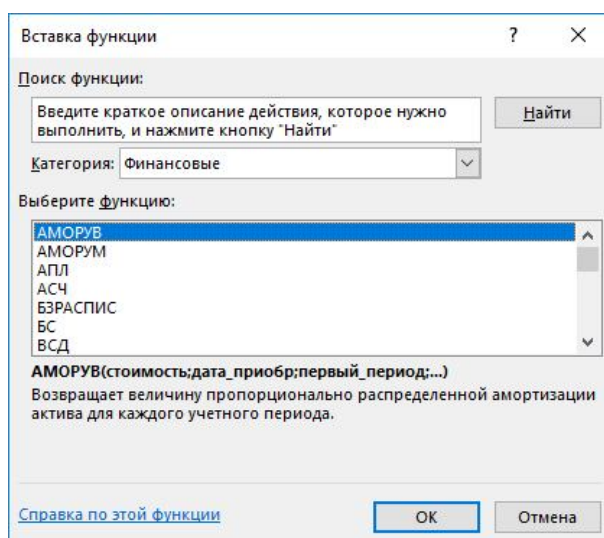 Вставка функции
?
Поиск функции:
Введите краткое описание действия, которое нужно
выполнить, и нажмите кнопку "Найти"
Найти
Категория: Финансовые
Выберите функцию:
АМОРУВ
АМОРУМ
АПЛ
АСЧ
БЗРАСПИС
БС
ВСД
АМОРУВ(стоимость;дата_приобр;первый_период;...)
Возвращает величину пропорционально распределенной амортизации
актива для каждого учетного периода.
Справка по этой функции
ОК
Отмена